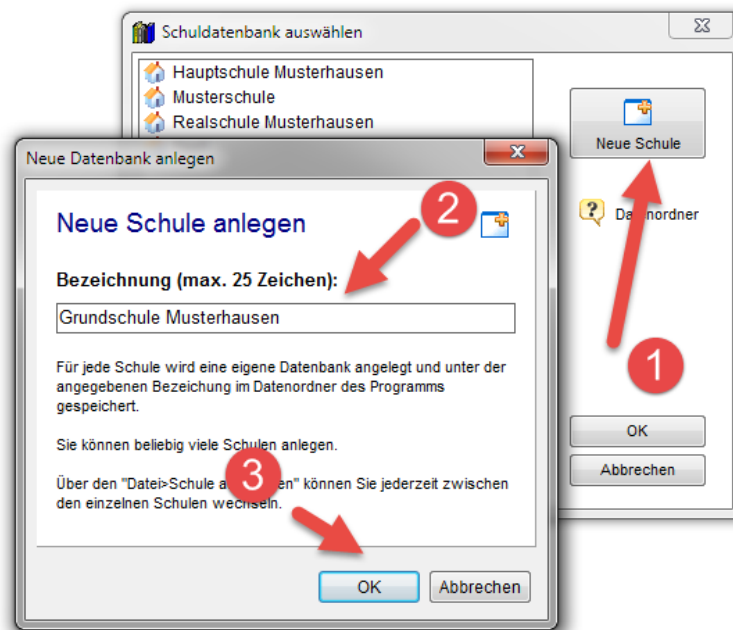 Schuldatenbank auswählen
Hauptschule Musterhausen
Musterschule
Realschule Musterhausen
Neue Schule
Datenordner
1
OK
Abbrechen
Neue Datenbank anlegen
Neue Schule anlegen
2
Bezeichnung (max. 25 Zeichen):
Grundschule Musterhausen
Für jede Schule wird eine eigene Datenbank angelegt und unter der
angegebenen Bezeichung im Datenordner des Programms
gespeichert.
Sie können beliebig viele Schulen anlegen.
3
Über den "Datei>Schule a en" können Sie jederzeit zwischen
den einzelnen Schulen wechseln.
OK
Abbrechen